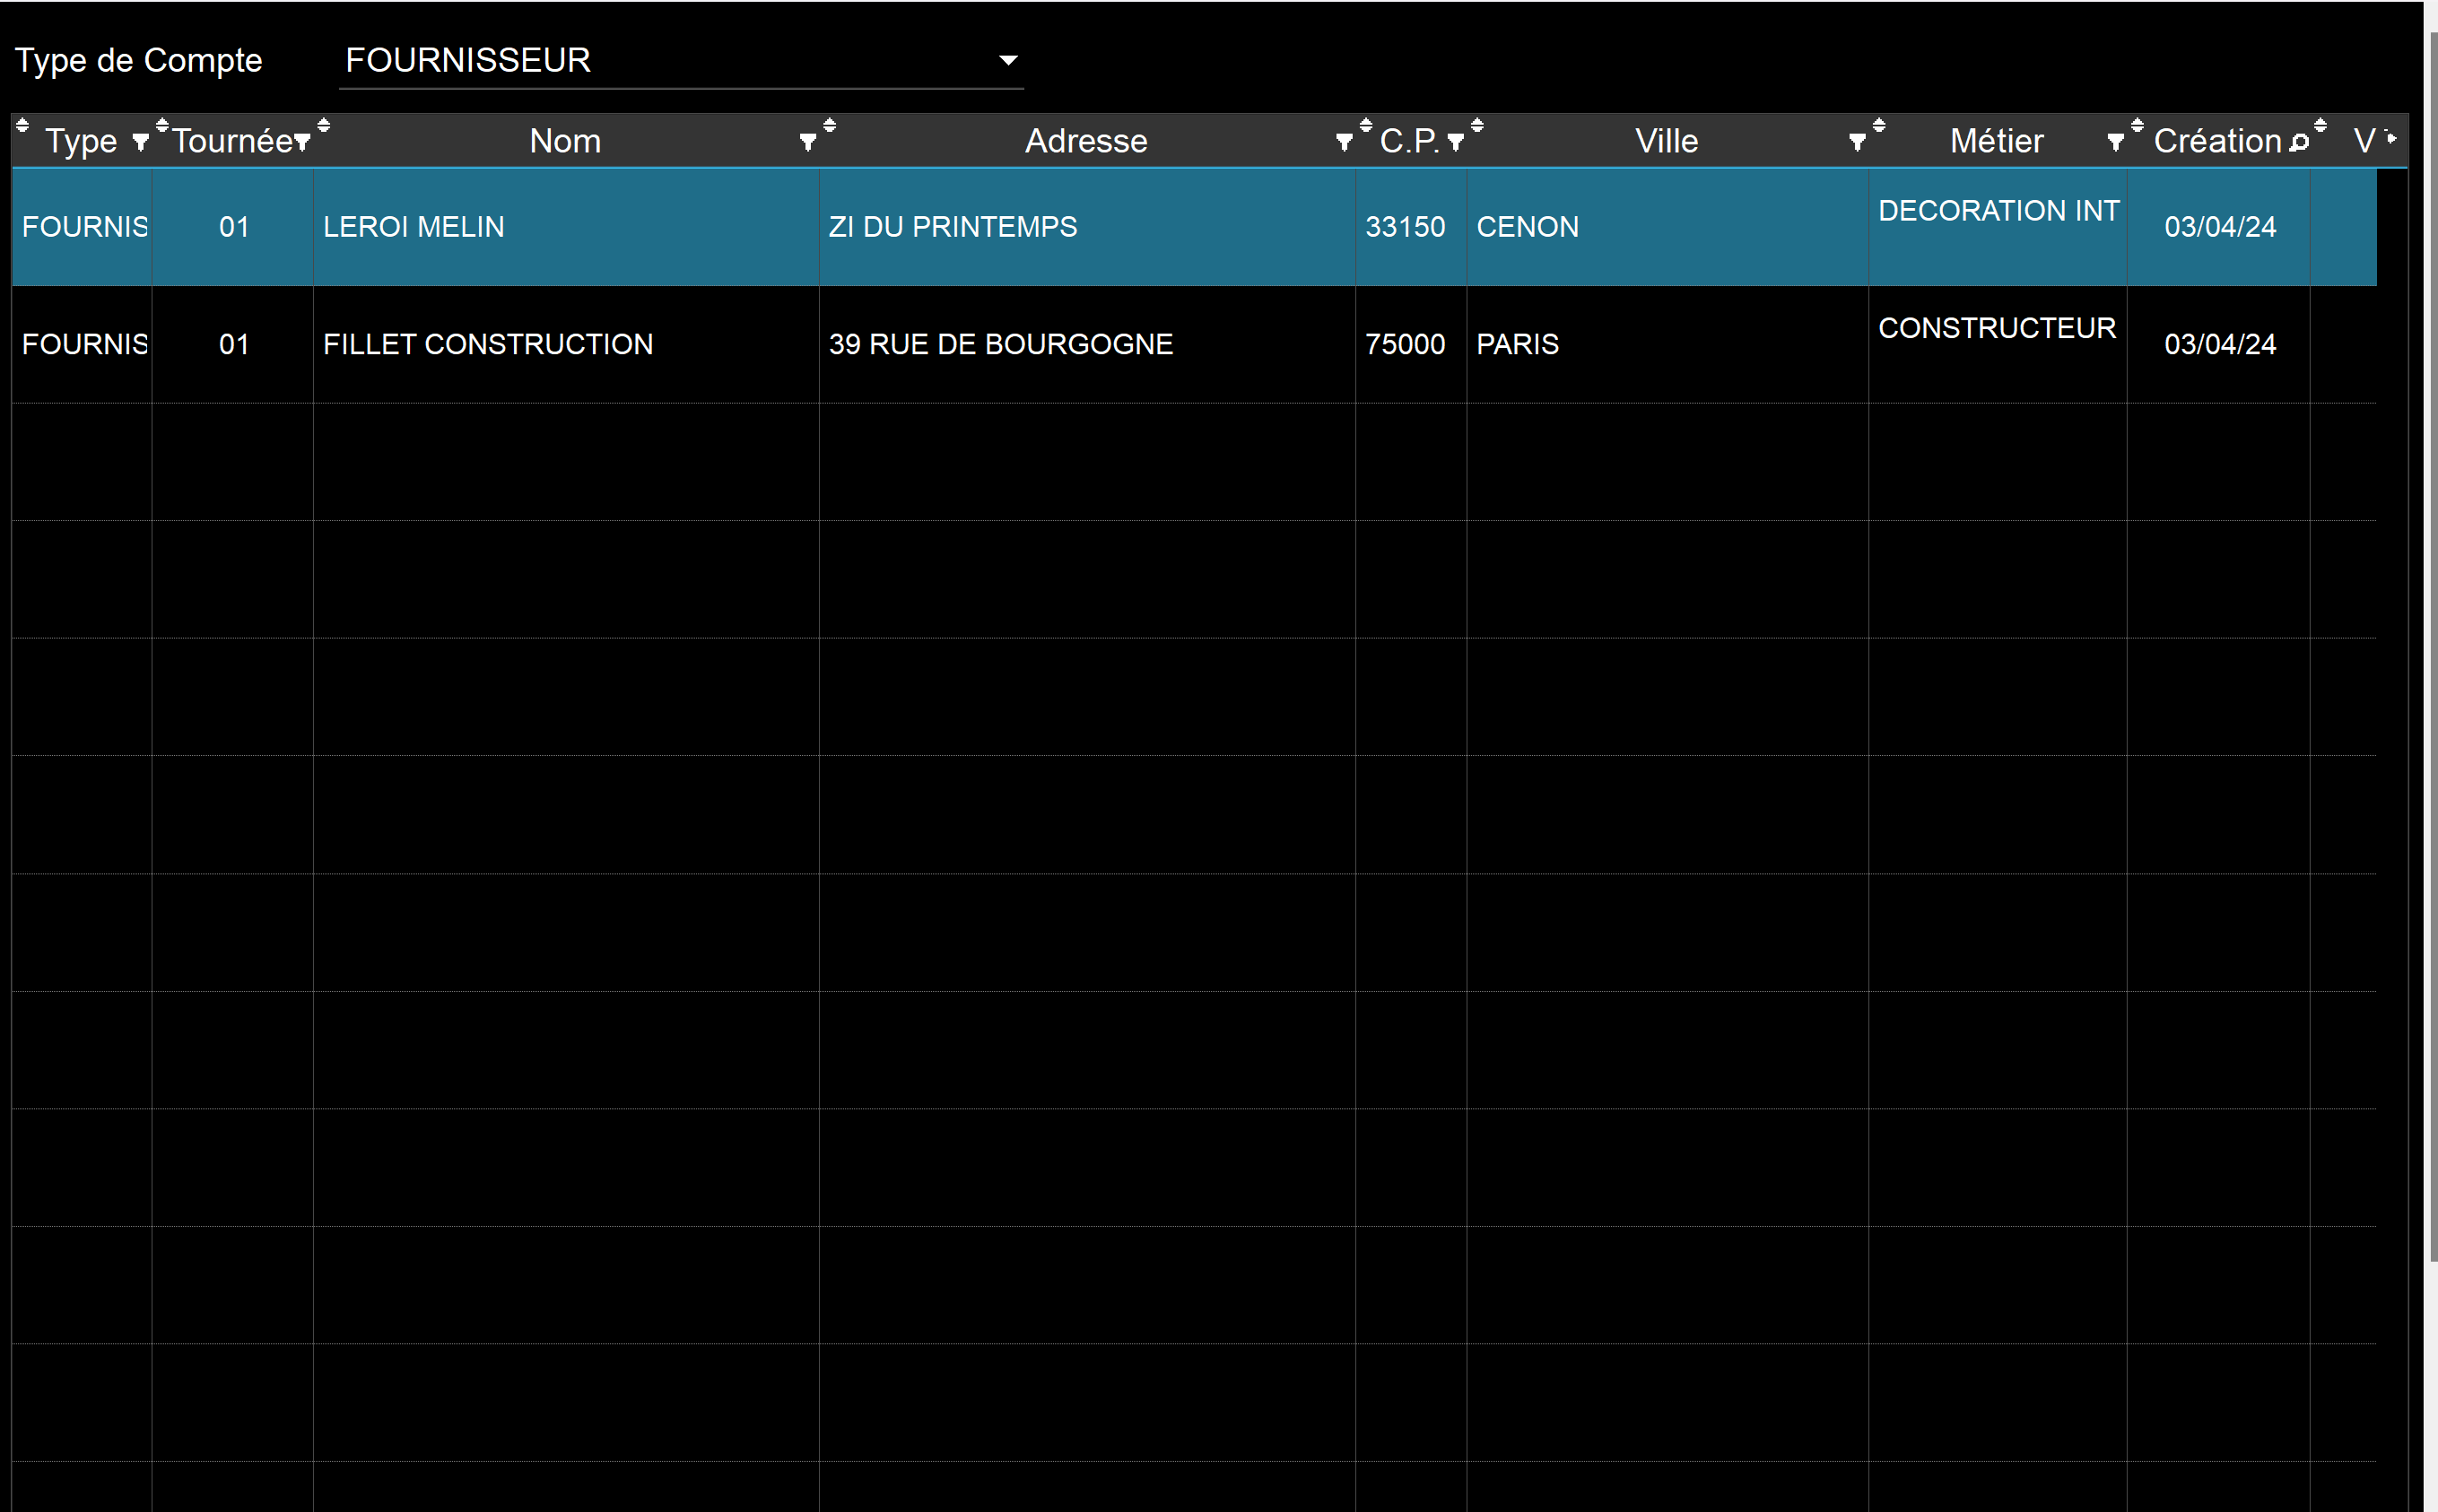 Type de Compte FOURNISSEUR
Type Tournée Nom Adresse C.P. Ville Métier Création V
FOURNIS 01 LEROI MELIN ZI DU PRINTEMPS 33150 CENON DECORATION INT 03/04/24
FOURNIS 01 FILLET CONSTRUCTION 39 RUE DE BOURGOGNE 75000 PARIS CONSTRUCTEUR 03/04/24